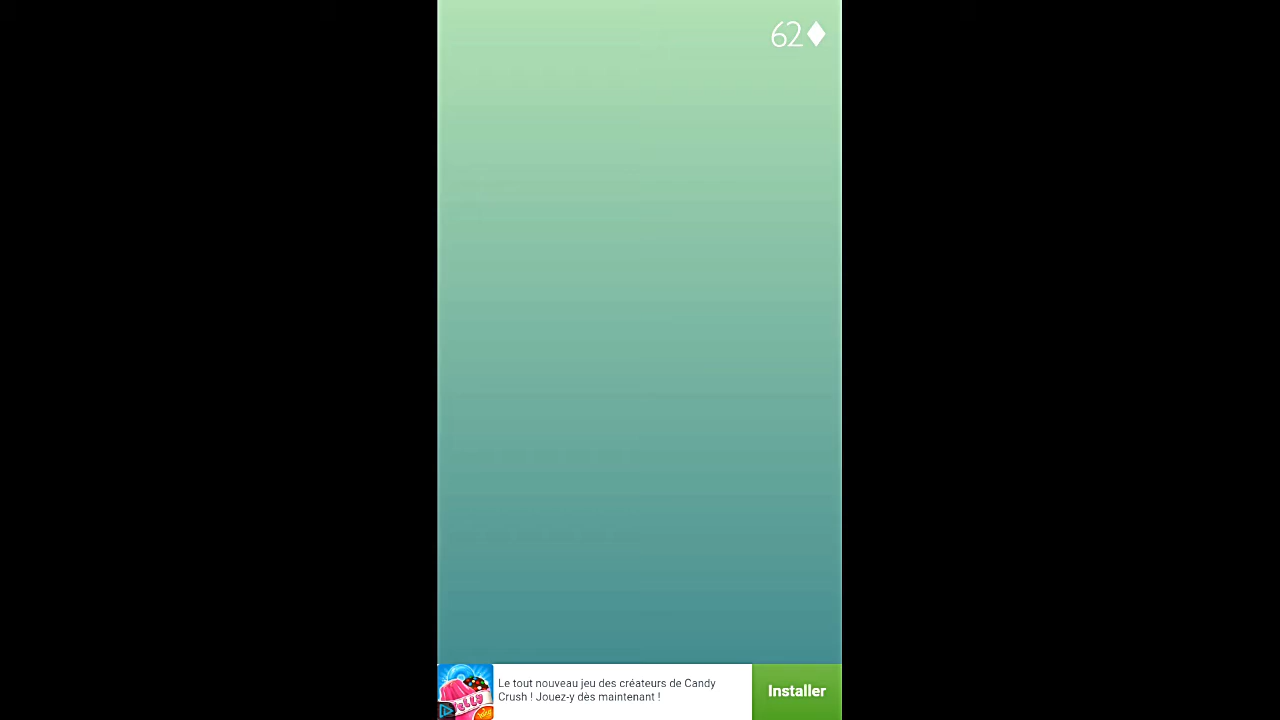 62
Le tout nouveau jeu des créateurs de Candy
Crush ! Jouez-y dès maintenant !
Installer